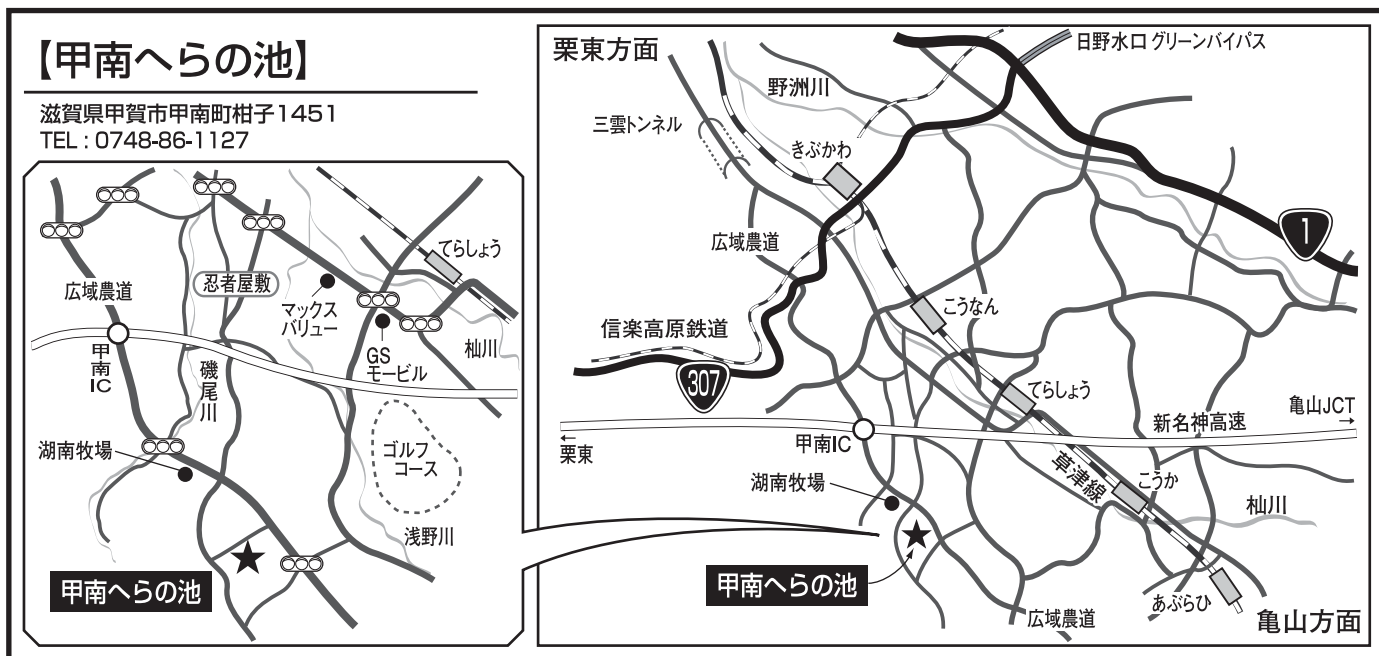 【甲南へらの池】
滋賀県甲賀市甲南町柑子1451
TEL : 0748-86-1127
てらしょう
広域農道
忍者屋敷
マックス
バリュー
甲南IC
磯尾川
GS
モービル
杣川
湖南牧場
ゴルフ
コース
浅野川
甲南へらの池
栗東方面
日野水口 グリーンバイパス
野洲川
三雲トンネル
きぶかわ
広域農道
1
こうなん
信楽高原鉄道
307
てらしょう
亀山JCT
→
新名神高速
←
栗東
甲南IC
草津線
こうか
湖南牧場
杣川
甲南へらの池
あぶらひ
広域農道
亀山方面